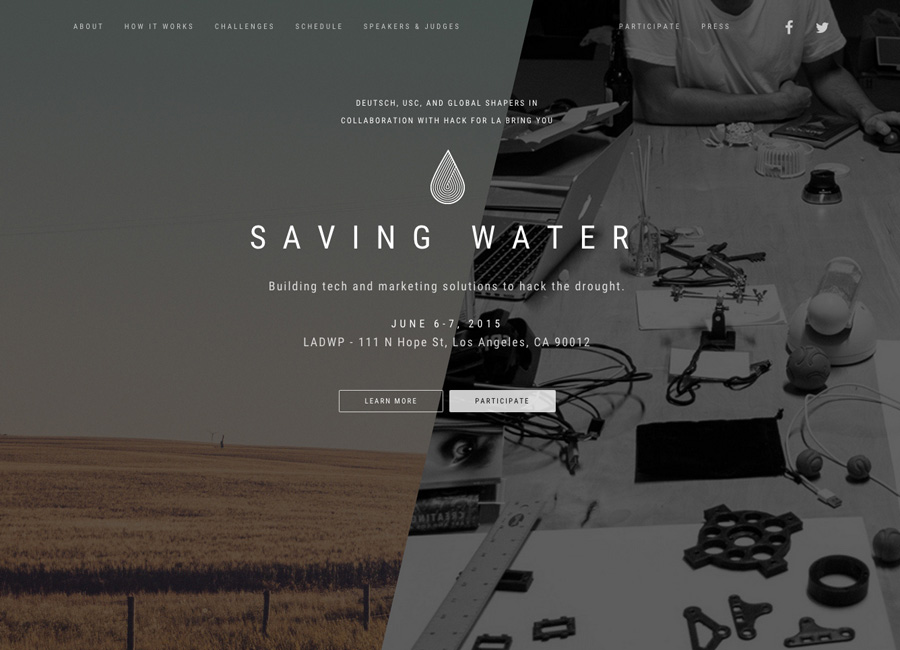 ABOUT
HOW IT WORKS
CHALLENGES
SCHEDULE
SPEAKERS & JUDGES
PARTICIPATE
PRESS
DEUTSCH, USC, AND GLOBAL SHAPERS IN
COLLABORATION WITH HACK FOR LA BRING YOU
SAVING WATER
Building tech and marketing solutions to hack the drought.
JUNE 6-7, 2015
LADWP - 111 N Hope St, Los Angeles, CA 90012
LEARN MORE
PARTICIPATE